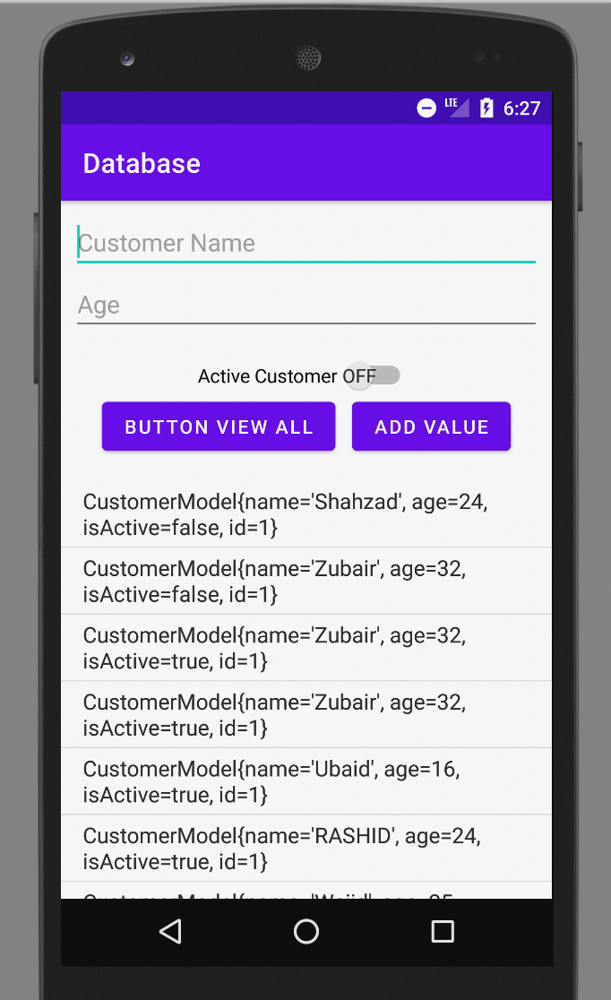 LTE 6:27
Database
Customer Name
Age
Active Customer OFF
BUTTON VIEW ALL ADD VALUE
CustomerModel{name='Shahzad', age=24,
isActive=false, id=1}
CustomerModel{name='Zubair', age=32,
isActive=false, id=1}
CustomerModel{name='Zubair', age=32,
isActive=true, id=1}
CustomerModel{name='Zubair', age=32,
isActive=true, id=1}
CustomerModel{name='Ubaid', age=16,
isActive=true, id=1}
CustomerModel{name='RASHID', age=24,
isActive=true, id=1}